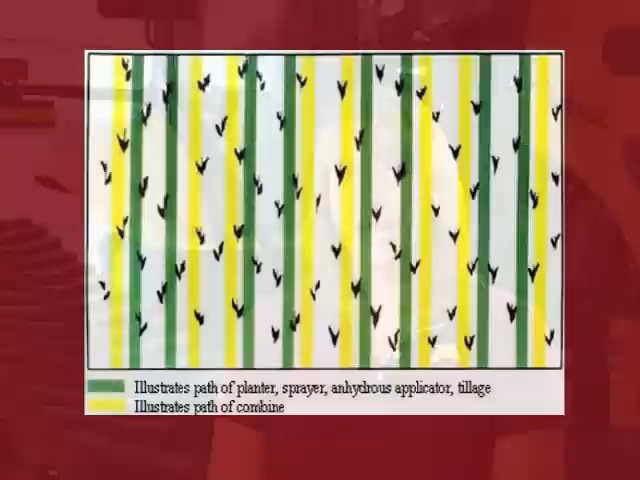 Illustrates path of planter, sprayer, anhydrous applicator, tillage
Illustrates path of combine